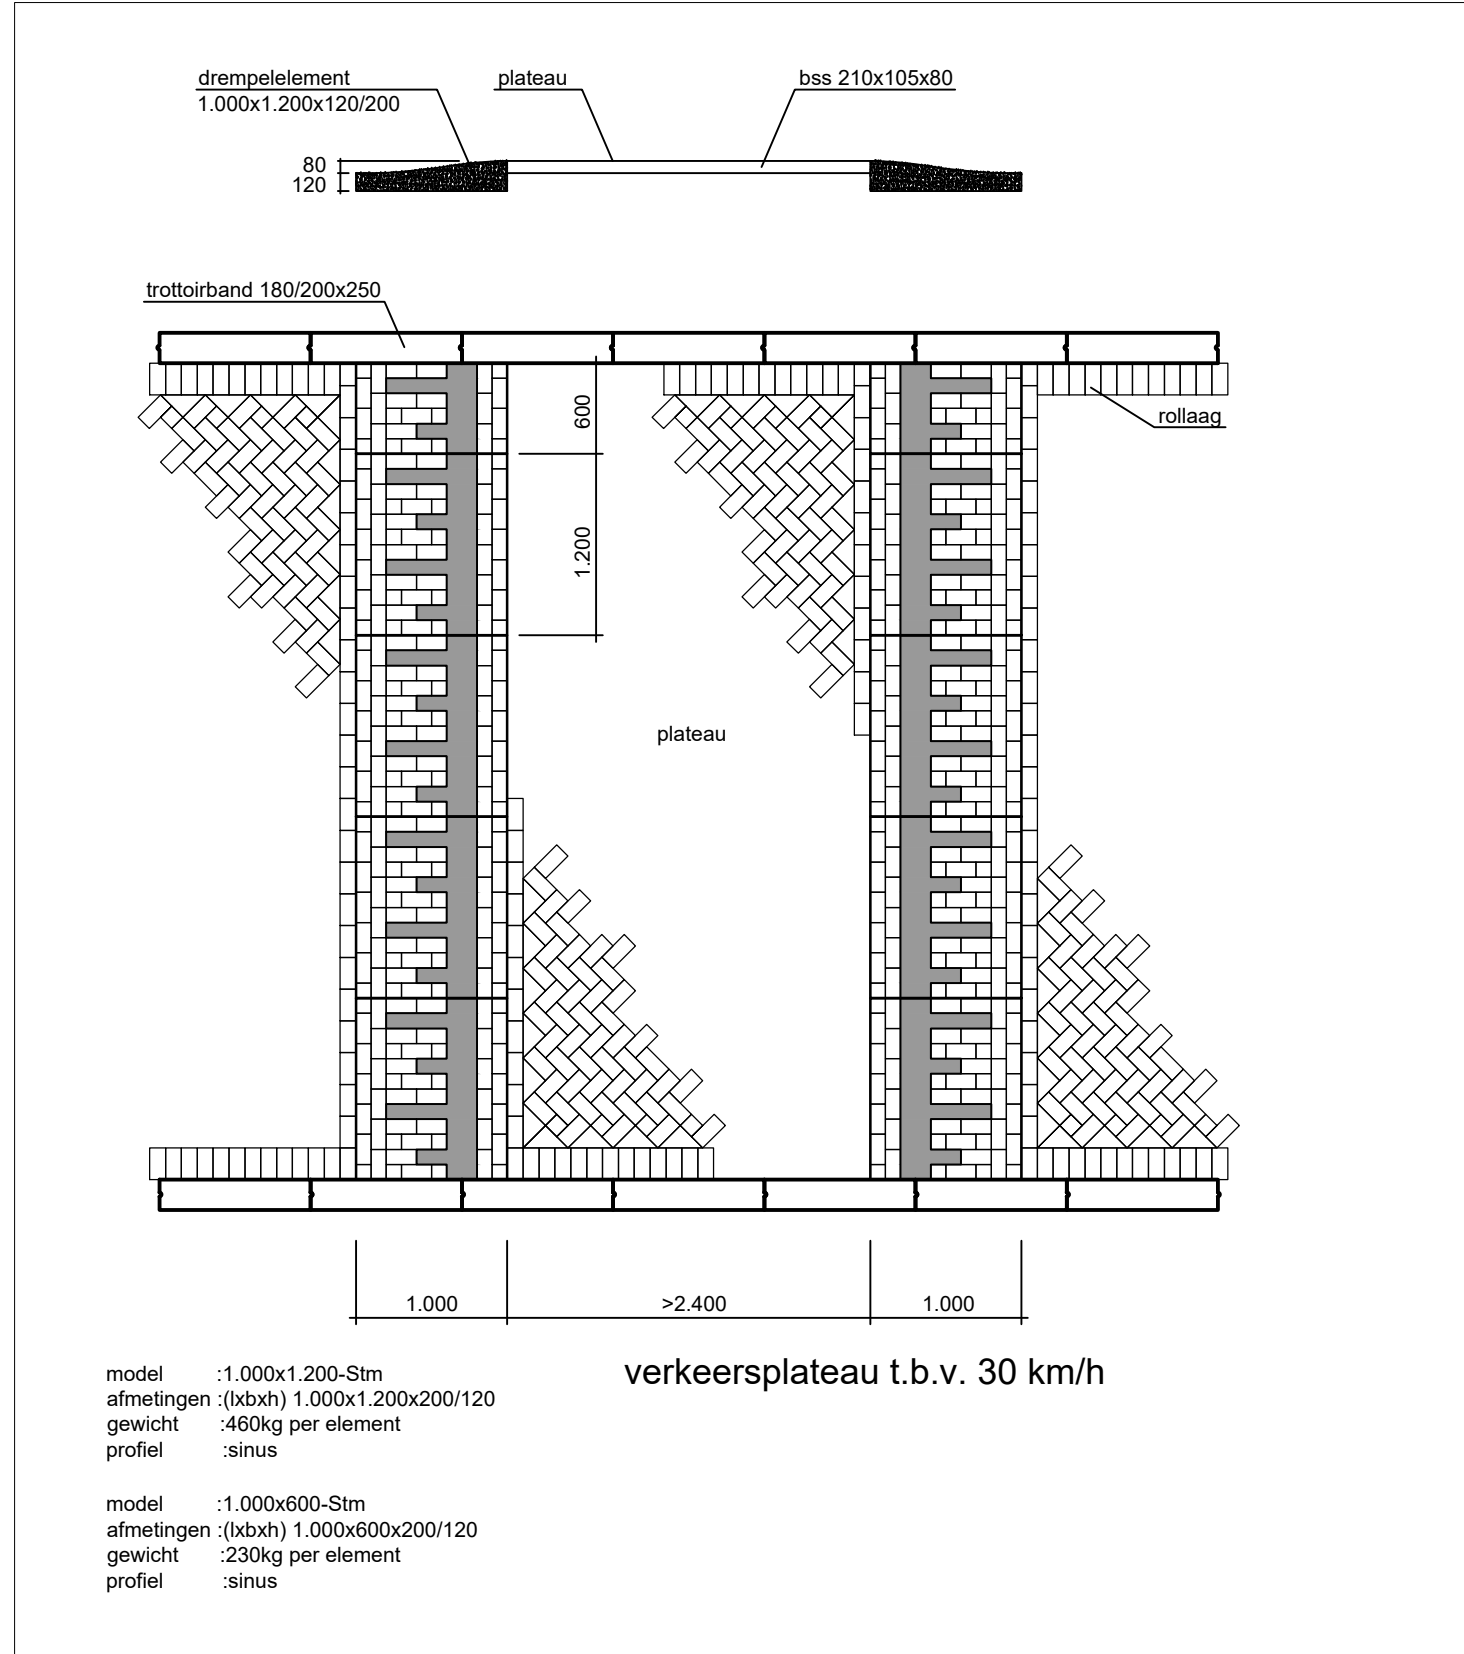 drempelelement
1.000x1.200x120/200
plateau
bss 210x105x80
80
120
trottoirband 180/200x250
600
rollaag
1.200
plateau
1.000
>2.400
1.000
verkeersplateau t.b.v. 30 km/h
model :1.000x1.200-Stm
afmetingen :(lxbxh) 1.000x1.200x200/120
gewicht :460kg per element
profiel :sinus
model :1.000x600-Stm
afmetingen :(lxbxh) 1.000x600x200/120
gewicht :230kg per element
profiel :sinus